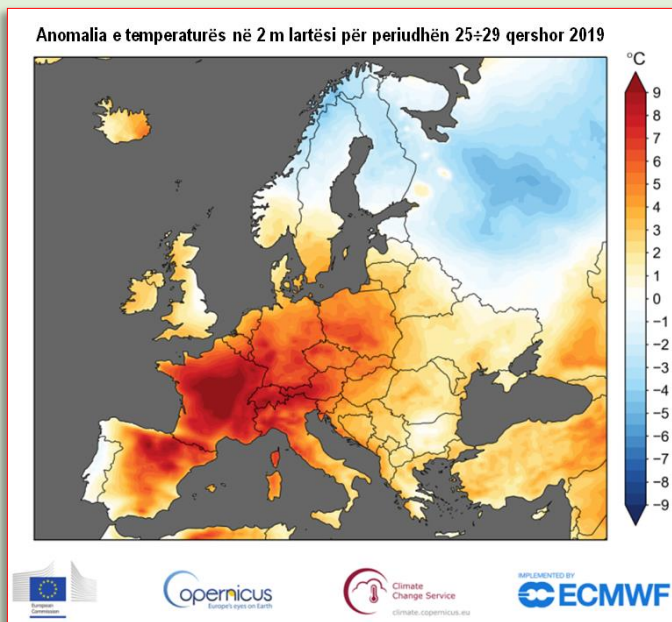 Anomalia e temperaturës në 2 m lartësi për periudhën 25÷29 qershor 2019
°C
9
8
7
6
5
4
3
2
1
0
−1
−2
−3
−4
−5
−6
−7
−8
−9
European
Commission
opernicus
Europe's eyes on Earth
Climate
Change Service
climate.copernicus.eu
IMPLEMENTED BY
ECMWF